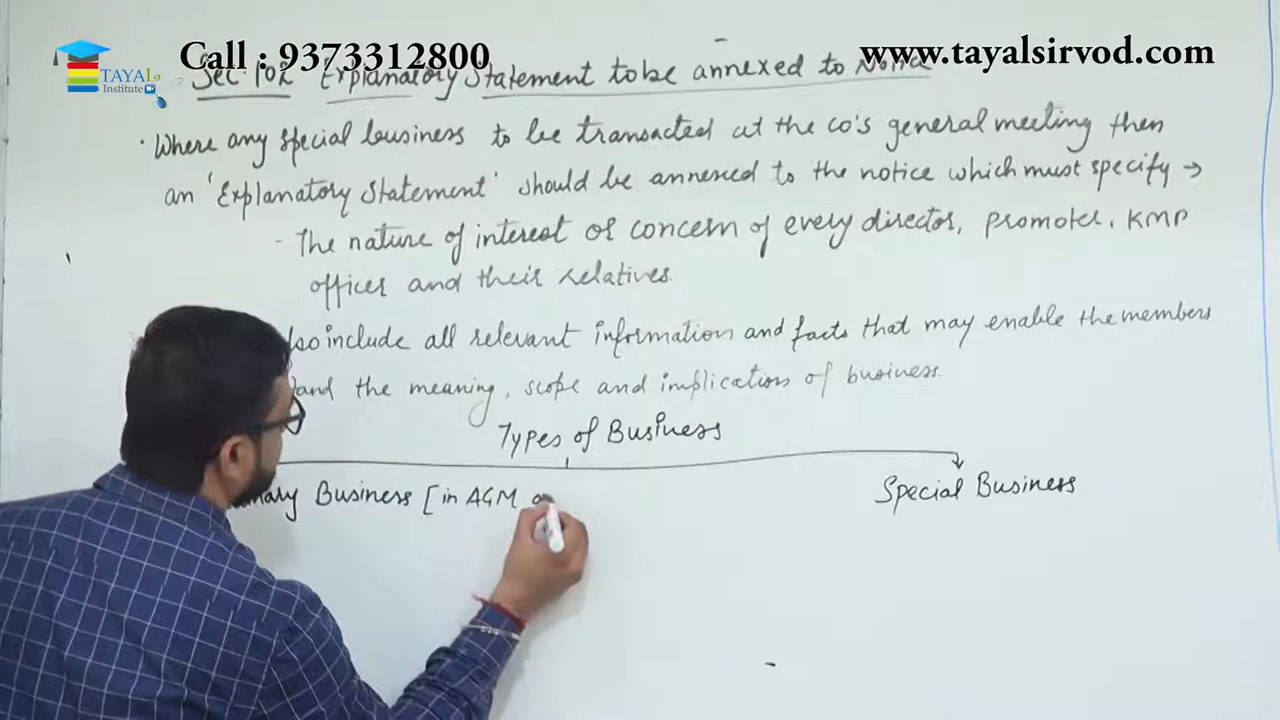 Call : 9373312800
www.tayalsirvod.com
TAYAL
Institute
Sec 102 Explanatory Statement to be annexed to Notice
· Where any special business to be transacted at the co's general meeting then
an 'Explanatory Statement' should be annexed to the notice which must specify →
- The nature of interest or concern of every director, promoter, KMP
officer and their relatives.
include all relevant information and facts that may enable the members
the meaning, scope and implications of business.
Types of Business
Business [in AGM
Special Business